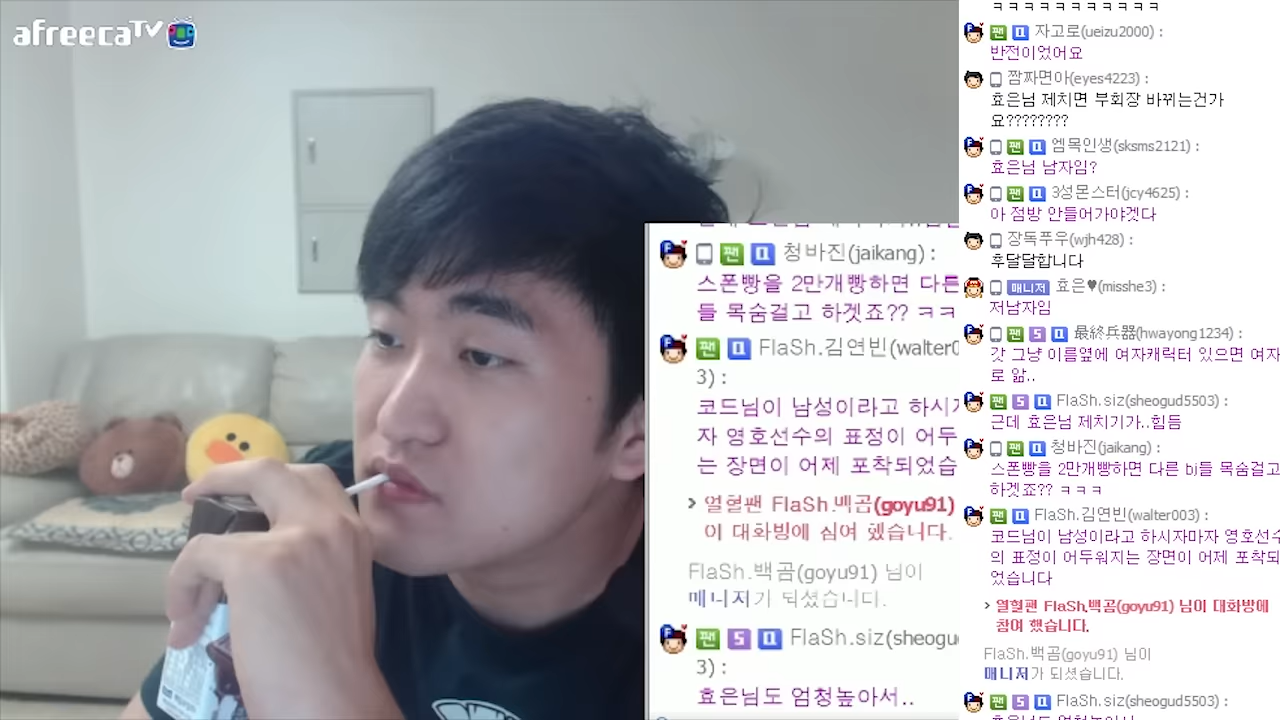 afreecaTV
청바진(jaikang) :
스폰빵을 2만개빵하면 다른
들 목숨걸고 하겟죠?? ㅋㅋ
FlaSh.김연빈(walter0
3) :
코드님이 남성이라고 하시
자 영호선수의 표정이 어두
는 장면이 어제 포착되었습
> 열혈팬 FlaSh.백곰(goyu91)
이 대화방에 참여 했습니다.
FlaSh.백곰(goyu91) 님이
매니저가 되셨습니다.
팬 S FlaSh.siz(sheogu
3) :
효은님도 엄청높아서..
ㅋㅋㅋㅋㅋㅋㅋㅋㅋㅋㅋ
팬 자고로(ueizu2000) :
반전이었어요
짬짜면아(eyes4223) :
효은님 제치면 부회장 바뀌는건가
요????????
팬 엠목인생(sksms2121) :
효은님 남자임?
팬 3성몬스터(jcy4625) :
아 점방 안들어가야겟다
장독푸우(wjh428) :
후달달합니다
매니저 효은♥(misshe3) :
저남자임
팬 S 最終兵器(hwayong1234) :
갓 그냥 이름옆에 여자캐릭터 있으면 여자
로 앎..
팬 S FlaSh.siz(sheogud5503) :
근데 효은님 제치기가..힘듬
팬 청바진(jaikang) :
스폰빵을 2만개빵하면 다른 bj들 목숨걸고
하겟죠?? ㅋㅋㅋ
팬 FlaSh.김연빈(walter003) :
코드님이 남성이라고 하시자마자 영호선수
의 표정이 어두워지는 장면이 어제 포착되
었습니다
> 열혈팬 FlaSh.백곰(goyu91) 님이 대화방에
참여 했습니다.
FlaSh.백곰(goyu91) 님이
매니저가 되셨습니다.
팬 S FlaSh.siz(sheogud5503) :